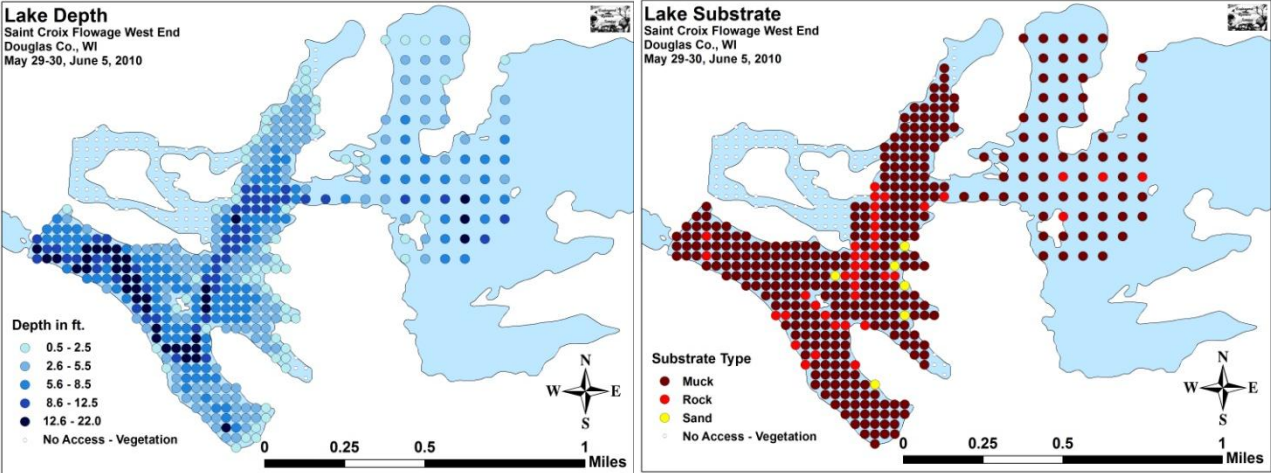 Lake Depth
Saint Croix Flowage West End
Douglas Co., WI
May 29-30, June 5, 2010
Depth in ft.
0.5 - 2.5
2.6 - 5.5
5.6 - 8.5
8.6 - 12.5
12.6 - 22.0
No Access - Vegetation
N
W E
S
0 0.25 0.5 1
Miles
Lake Substrate
Saint Croix Flowage West End
Douglas Co., WI
May 29-30, June 5, 2010
Substrate Type
Muck
Rock
Sand
No Access - Vegetation
N
W E
S
0 0.25 0.5 1
Miles